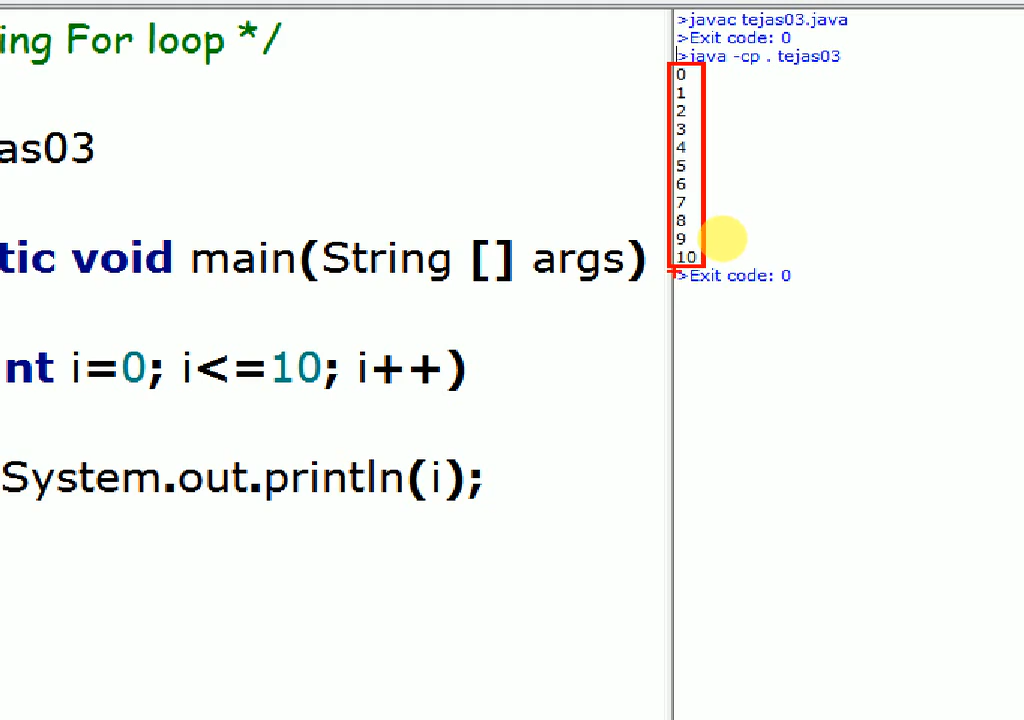 ing For loop */
as03
tic void main(String [] args)
nt i=0; i<=10; i++)
System.out.println(i);
>javac tejas03.java
>Exit code: 0
>java -cp . tejas03
0
1
2
3
4
5
6
7
8
9
10
>Exit code: 0